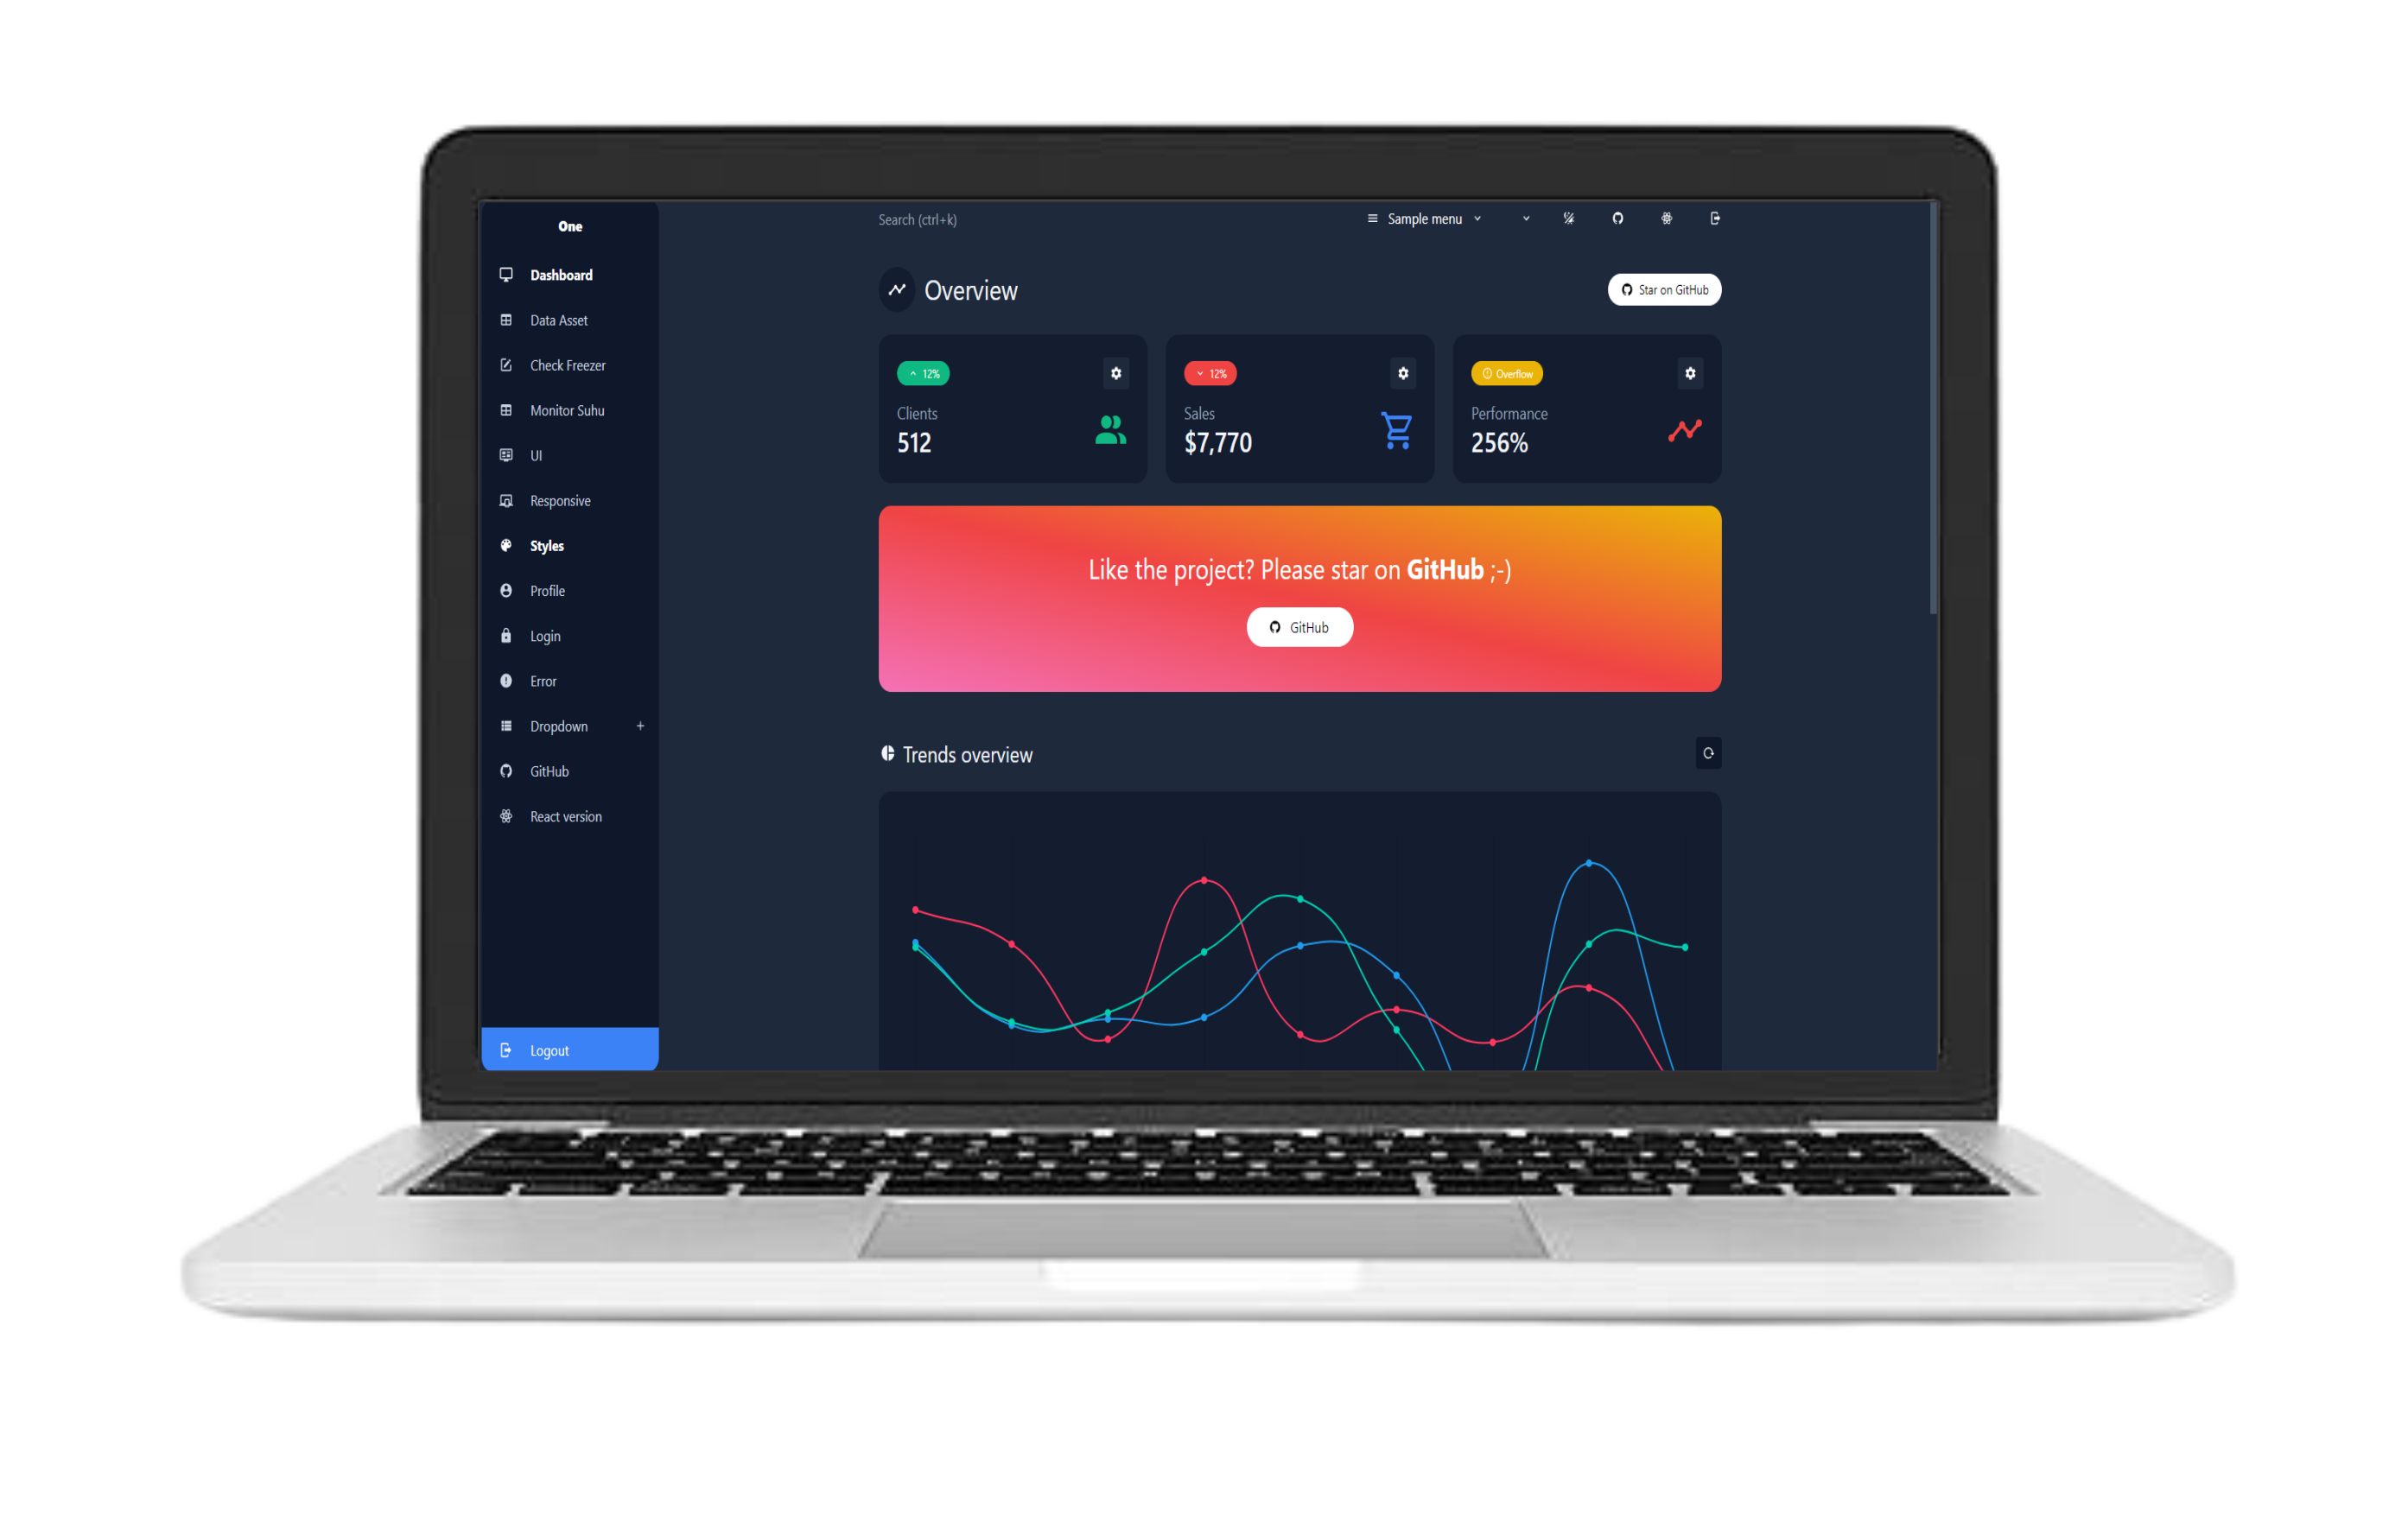 One
Dashboard
Data Asset
Check Freezer
Monitor Suhu
UI
Responsive
Styles
Profile
Login
Error
Dropdown +
GitHub
React version
Logout
Search (ctrl+k)
Sample menu
Overview
Star on GitHub
12%
Clients
512
12%
Sales
$7,770
Overflow
Performance
256%
Like the project? Please star on GitHub ;-)
GitHub
Trends overview